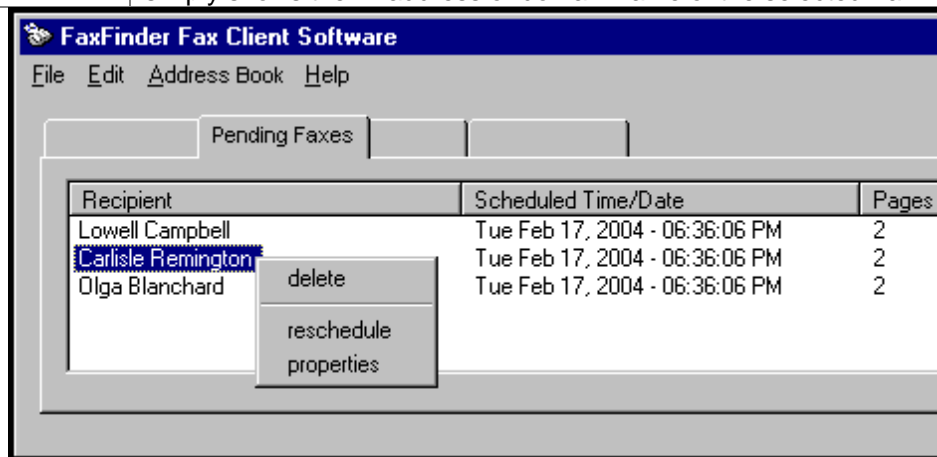 FaxFinder Fax Client Software
File Edit Address Book Help
Pending Faxes
Recipient Scheduled Time/Date Pages
Lowell Campbell Tue Feb 17, 2004 - 06:36:06 PM 2
Carlisle Remington Tue Feb 17, 2004 - 06:36:06 PM 2
Olga Blanchard Tue Feb 17, 2004 - 06:36:06 PM 2
delete
reschedule
properties